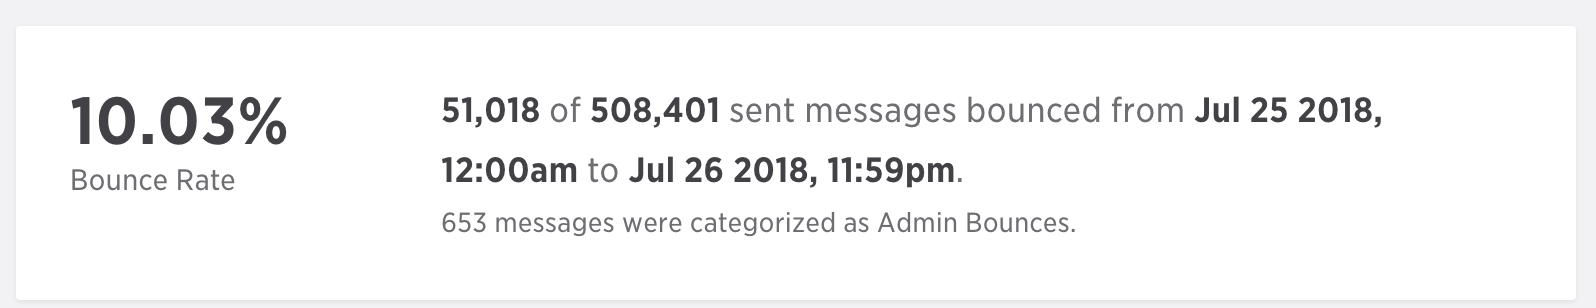 10.03%
Bounce Rate
51,018 of 508,401 sent messages bounced from Jul 25 2018,
12:00am to Jul 26 2018, 11:59pm.
653 messages were categorized as Admin Bounces.